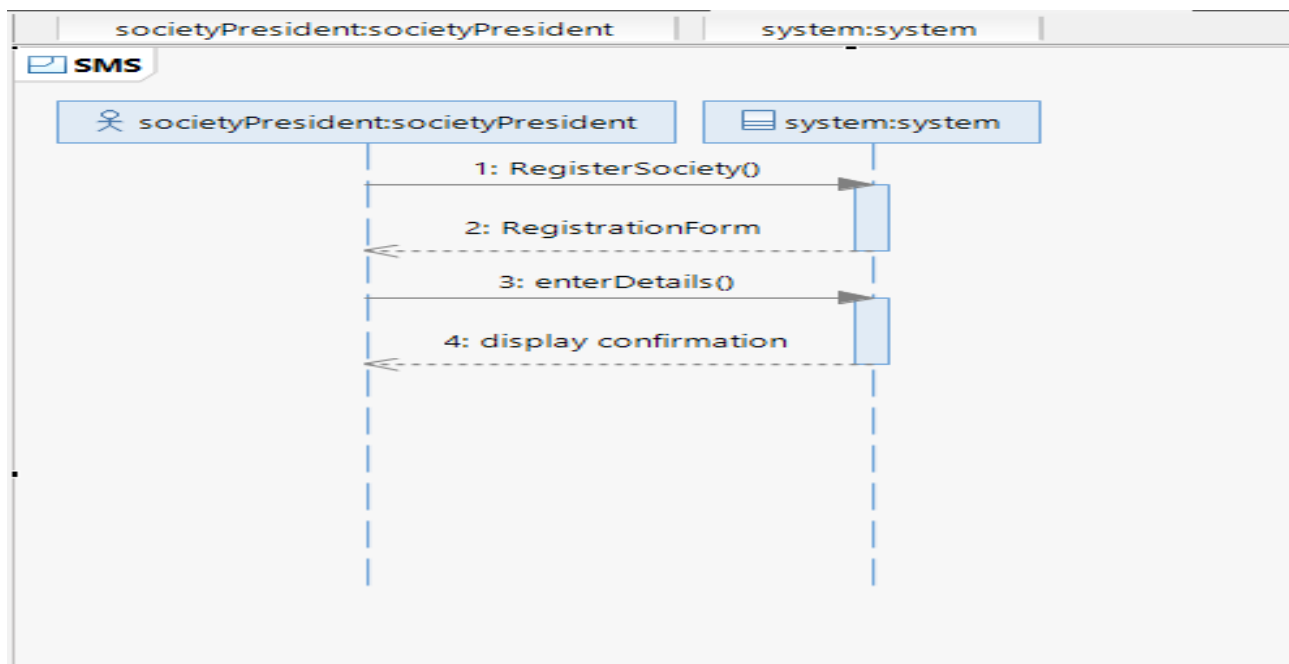 societyPresident:societyPresident system:system
SMS
societyPresident:societyPresident system:system
1: RegisterSociety()
2: RegistrationForm
3: enterDetails()
4: display confirmation